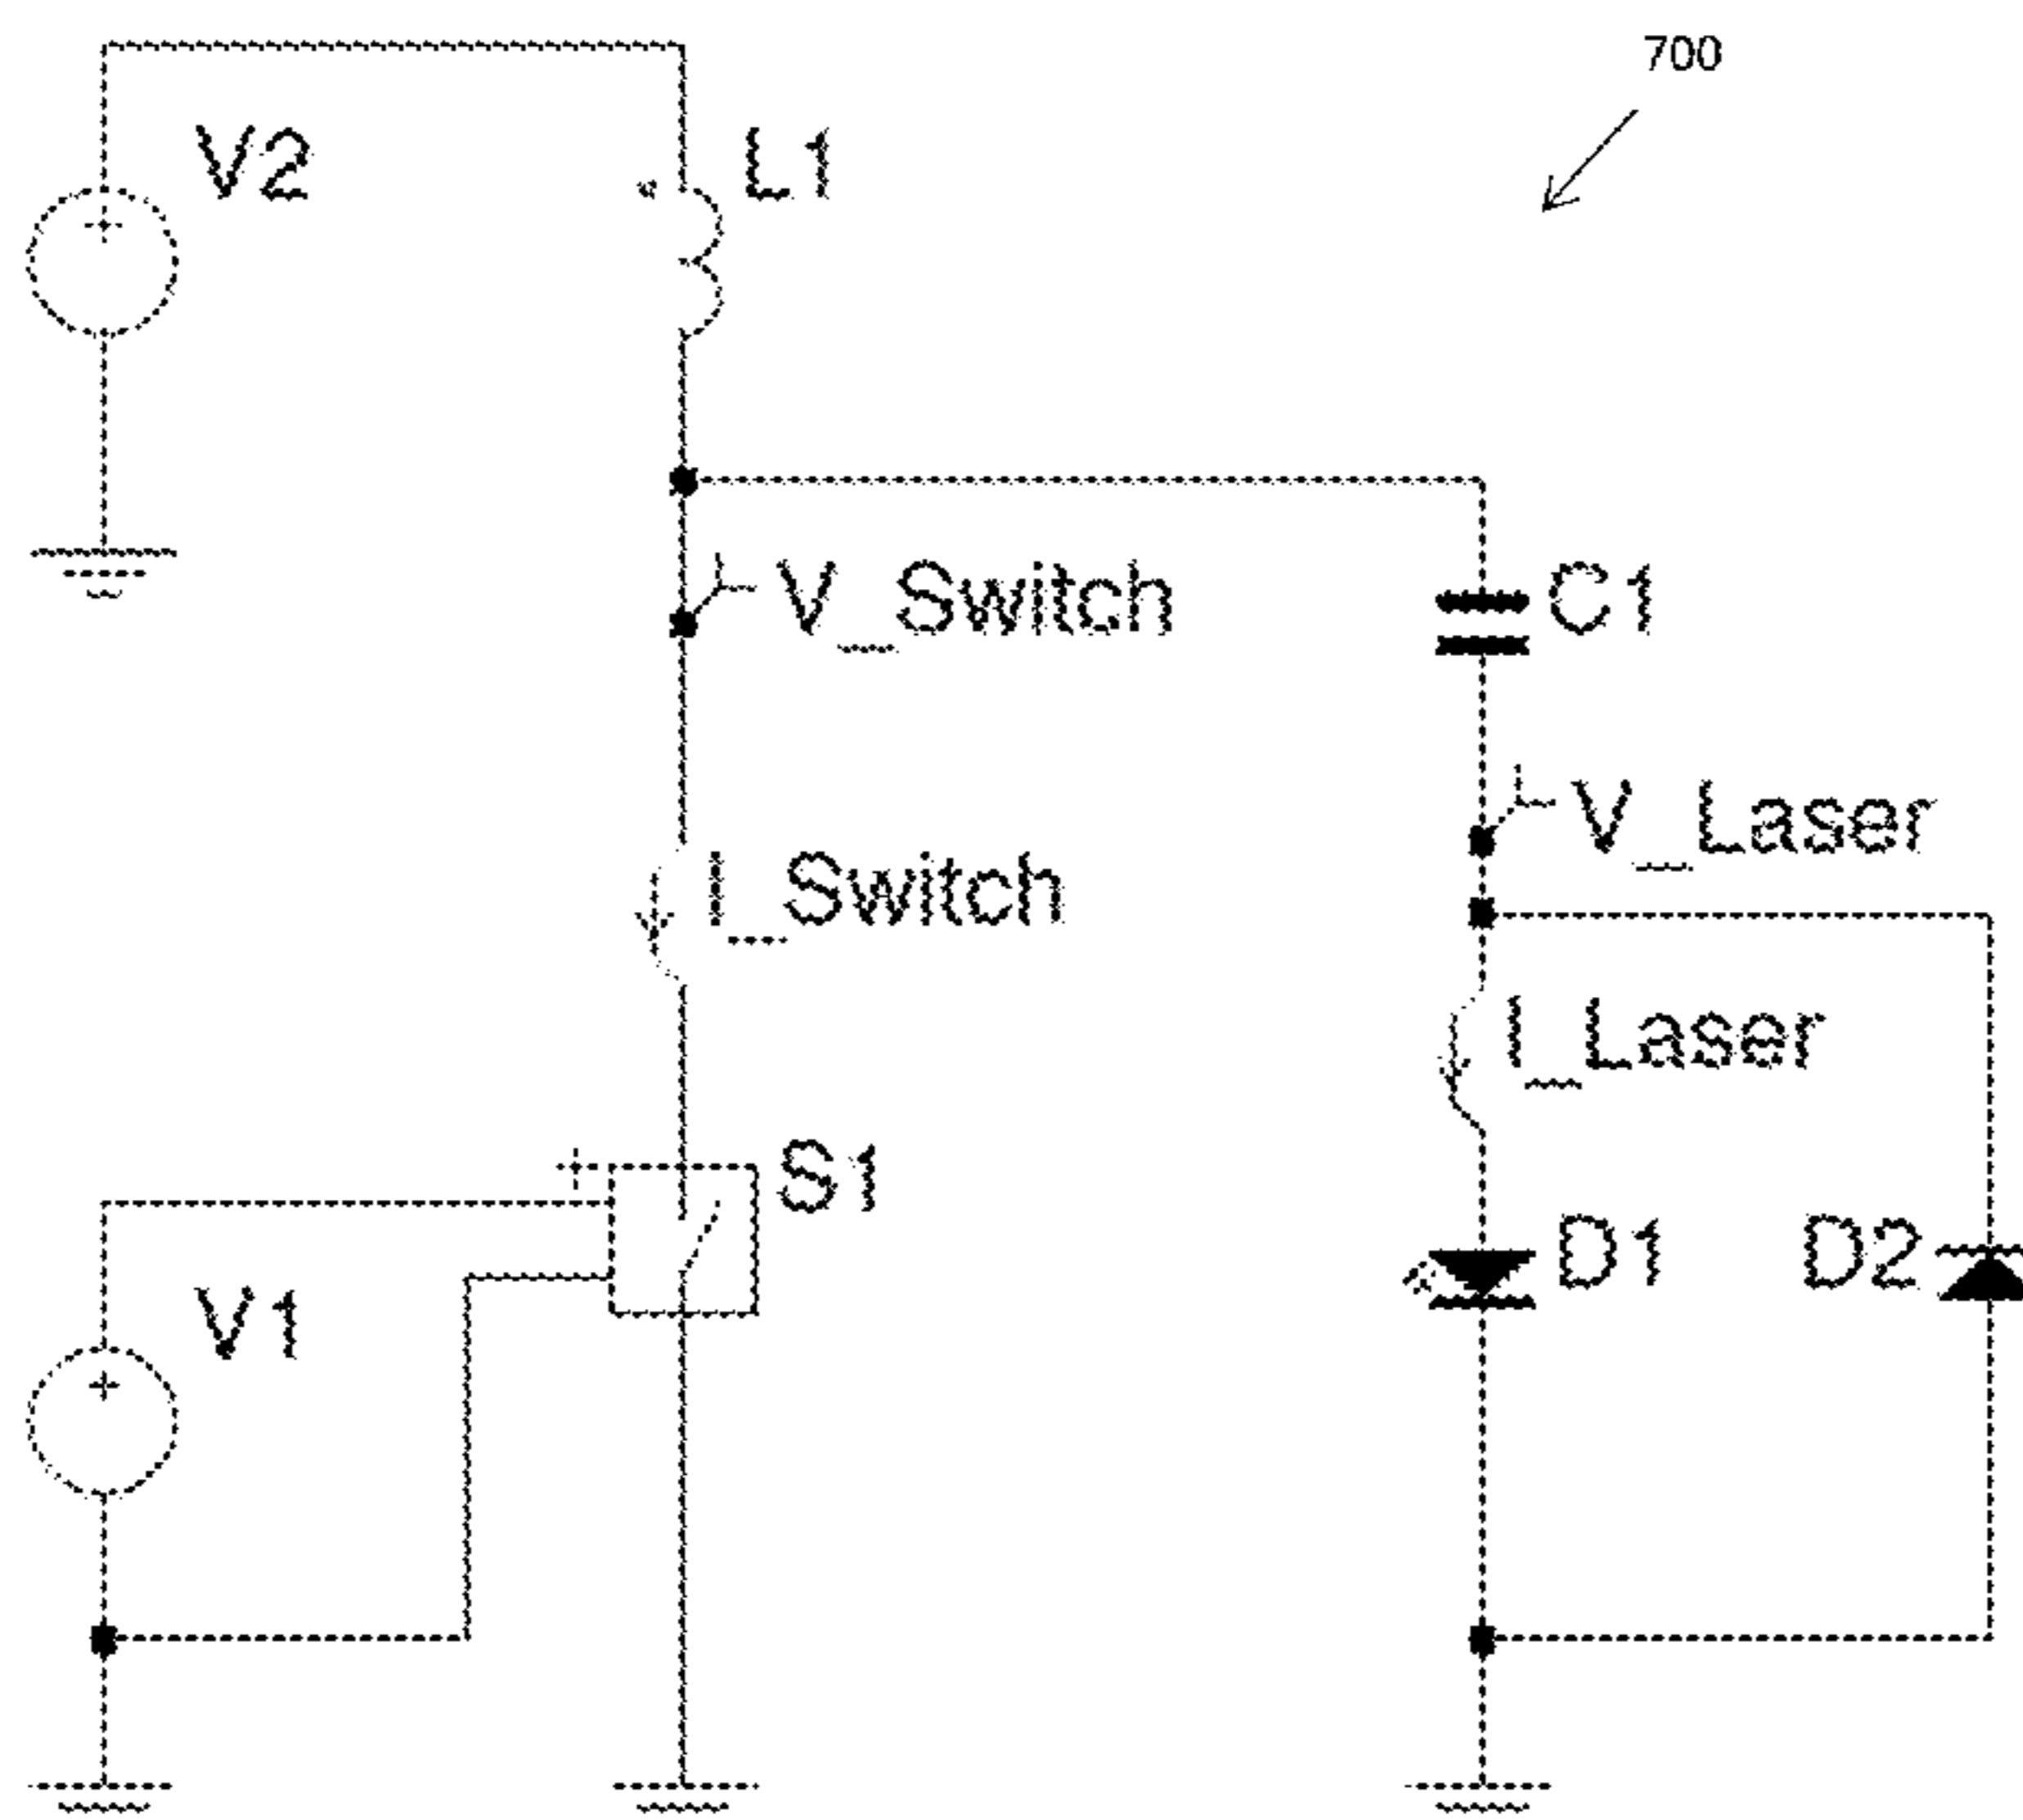 700
V2
L1
V_Switch
C1
V_Laser
I_Switch
I_Laser
S1
D1
D2
V1